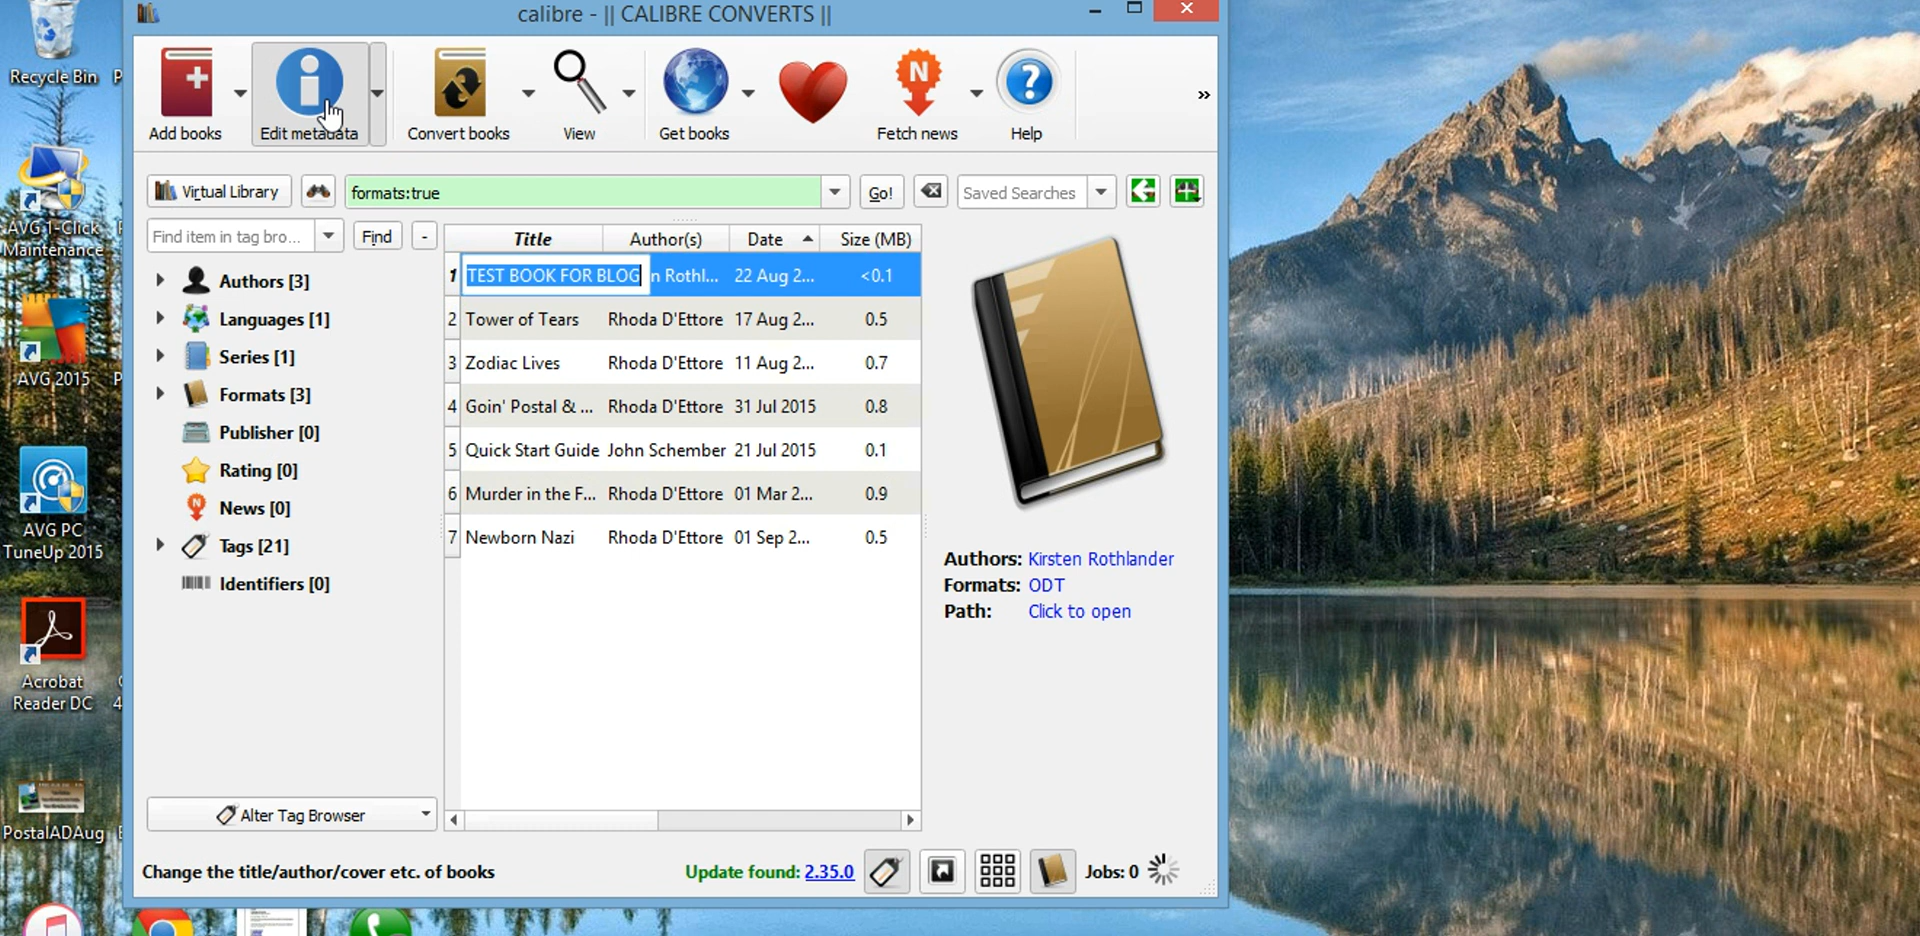 calibre - || CALIBRE CONVERTS ||
Recycle Bin
P
AVG 1-Click
Maintenance
AVG 2015
P
AVG PC
TuneUp 2015
Acrobat
Reader DC
4
PostalADAug
E
Add books
Edit metadata
Convert books
View
Get books
N
Fetch news
?
Help
»
Virtual Library
formats:true
Go!
Saved Searches
Find item in tag bro...
Find
-
Authors [3]
Languages [1]
Series [1]
Formats [3]
Publisher [0]
Rating [0]
News [0]
Tags [21]
Identifiers [0]
Alter Tag Browser
Title Author(s) Date Size (MB)
1 TEST BOOK FOR BLOG n Rothl... 22 Aug 2... <0.1
2 Tower of Tears Rhoda D'Ettore 17 Aug 2... 0.5
3 Zodiac Lives Rhoda D'Ettore 11 Aug 2... 0.7
4 Goin' Postal & ... Rhoda D'Ettore 31 Jul 2015 0.8
5 Quick Start Guide John Schember 21 Jul 2015 0.1
6 Murder in the F... Rhoda D'Ettore 01 Mar 2... 0.9
7 Newborn Nazi Rhoda D'Ettore 01 Sep 2... 0.5
Authors: Kirsten Rothlander
Formats: ODT
Path: Click to open
Change the title/author/cover etc. of books
Update found: 2.35.0
Jobs: 0